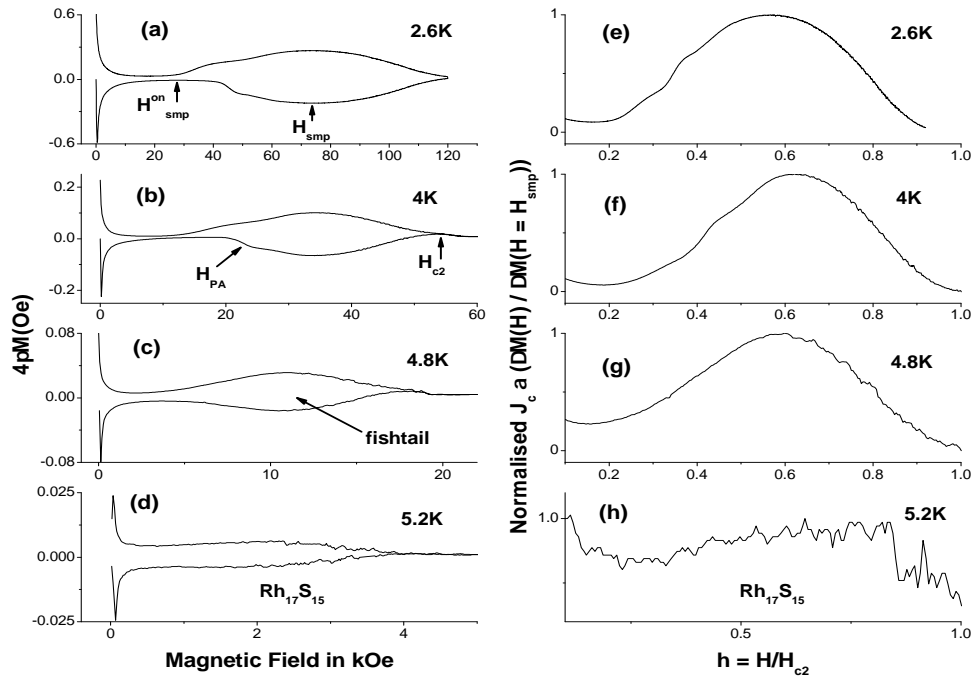 (a)
2.6K
0.6
0.0
-0.6
H^on_smp
H_smp
0 20 40 60 80 100 120
(b)
4K
0.2
0.0
-0.2
H_PA
H_c2
0 20 40 60
(c)
4.8K
0.08
0.00
-0.08
fishtail
0 10 20
(d)
5.2K
0.025
0.000
-0.025
Rh₁₇S₁₅
0 2 4
4pM(Oe)
Magnetic Field in kOe
(e)
2.6K
1
0
0.2 0.4 0.6 0.8 1.0
(f)
4K
1
0
0.2 0.4 0.6 0.8 1.0
(g)
4.8K
1
0
0.2 0.4 0.6 0.8 1.0
(h)
5.2K
1.0
Rh₁₇S₁₅
0.5 1.0
Normalised J_c a (DM(H) / DM(H = H_smp)
h = H/H_c2